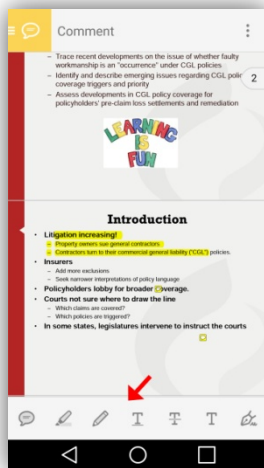 Comment
– Trace recent developments on the issue of whether faulty
workmanship is an "occurrence" under CGL policies
– Identify and describe emerging issues regarding CGL
coverage triggers and priority
2
– Assess developments in CGL policy coverage for
policyholders' pre-claim loss settlements and remediation
LEARNING
IS
FUN
Introduction
• Litigation increasing!
– Property owners sue general contractors
– Contractors turn to their commercial general liability ("CGL") policies.
• Insurers
– Add more exclusions
– Seek narrower interpretations of policy language
• Policyholders lobby for broader coverage.
• Courts not sure where to draw the line
– Which claims are covered?
– Which policies are triggered?
• In some states, legislatures intervene to instruct the courts
T T T